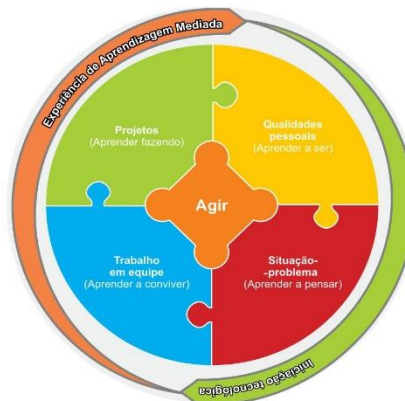 Experiência de Aprendizagem Mediada
Projetos
(Aprender fazendo)
Qualidades
pessoais
(Aprender a ser)
Agir
Trabalho
em equipe
(Aprender a conviver)
Situação-
-problema
(Aprender a pensar)
Iniciação tecnológica